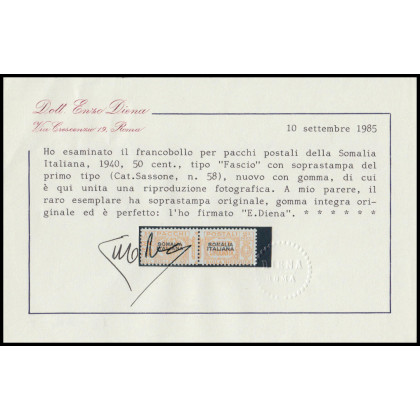 Dott. Enzo Diena
Via Crescenzio 19, Roma
10 settembre 1985
Ho esaminato il francobollo per pacchi postali della Somalia
Italiana, 1940, 50 cent., tipo "Fascio" con soprastampa del
primo tipo (Cat.Sassone, n. 58), nuovo con gomma, di cui
è qui unita una riproduzione fotografica. A mio parere, il
raro esemplare ha soprastampa originale, gomma integra ori-
ginale ed è perfetto: l'ho firmato "E.Diena". * * * * * *
SOMALIA ITALIANA
SOMALIA ITALIANA